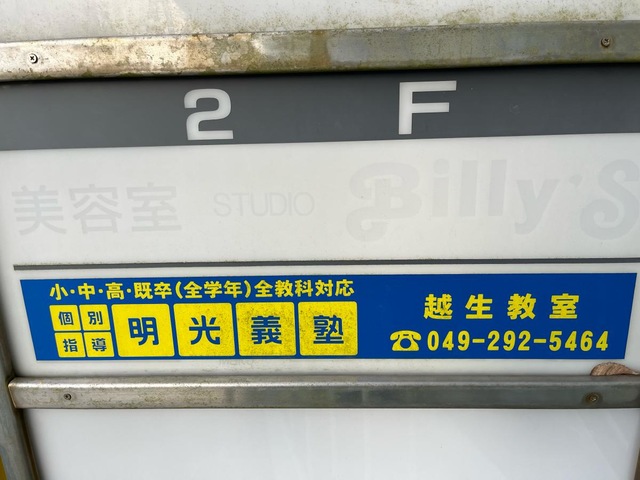 2 F
美容室 STUDIO Billy's
小・中・高・既卒(全学年)全教科対応
個別指導 明光義塾
越生教室
☎049-292-5464